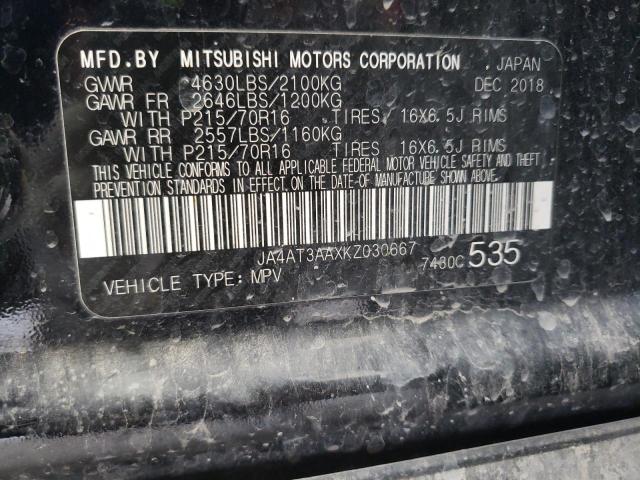 MFD.BY MITSUBISHI MOTORS CORPORATION JAPAN
GVWR 4630LBS/2100KG DEC 2018
GAWR FR 2646LBS/1200KG
WITH P215/70R16 TIRES, 16X6.5J RIMS
GAWR RR 2557LBS/1160KG
WITH P215/70R16 TIRES 16X6.5J RIMS
THIS VEHICLE CONFORMS TO ALL APPLICABLE FEDERAL MOTOR VEHICLE SAFETY AND THEFT
PREVENTION STANDARDS IN EFFECT ON THE DATE-OF MANUFACTURE SHOWN ABOVE.
JA4AT3AAXKZ030667
VEHICLE TYPE: MPV 7430C 535